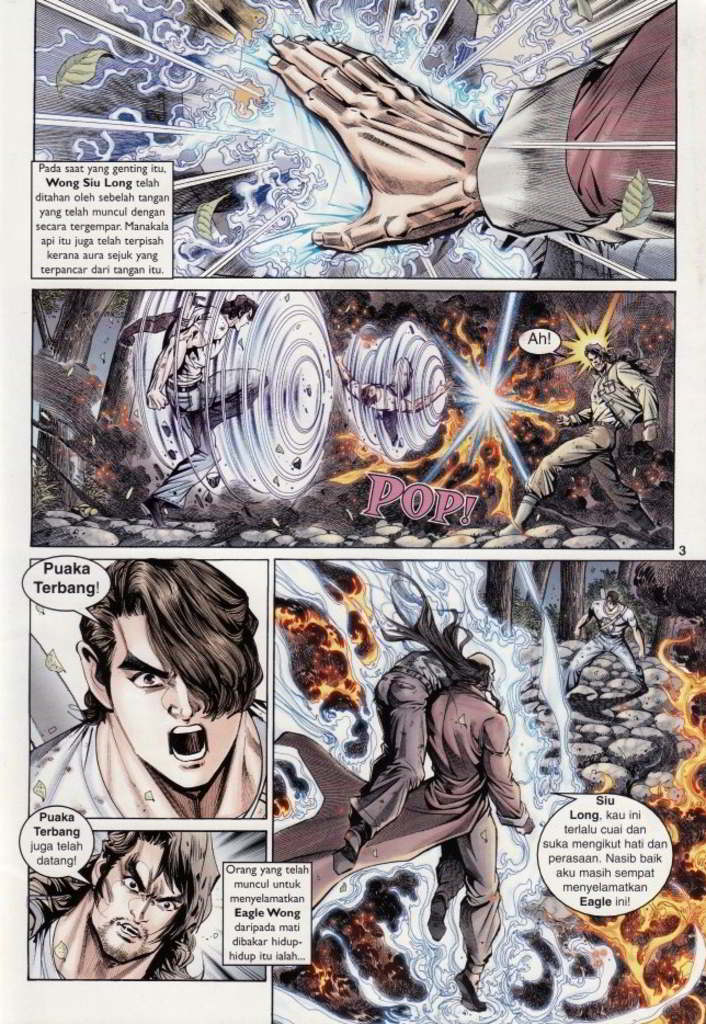 Pada saat yang genting itu,
Wong Siu Long telah
ditahan oleh sebelah tangan
yang telah muncul dengan
secara tergempar. Manakala
api itu juga telah terpisah
kerana aura sejuk yang
terpancar dari tangan itu.
Ah!
POP!
3
Puaka
Terbang!
Puaka
Terbang
juga telah
datang!
Orang yang telah
muncul untuk
menyelamatkan
Eagle Wong
daripada mati
dibakar hidup-
hidup itu ialah...
Siu
Long, kau ini
terlalu cuai dan
suka mengikut hati dan
perasaan. Nasib baik
aku masih sempat
menyelamatkan
Eagle ini!